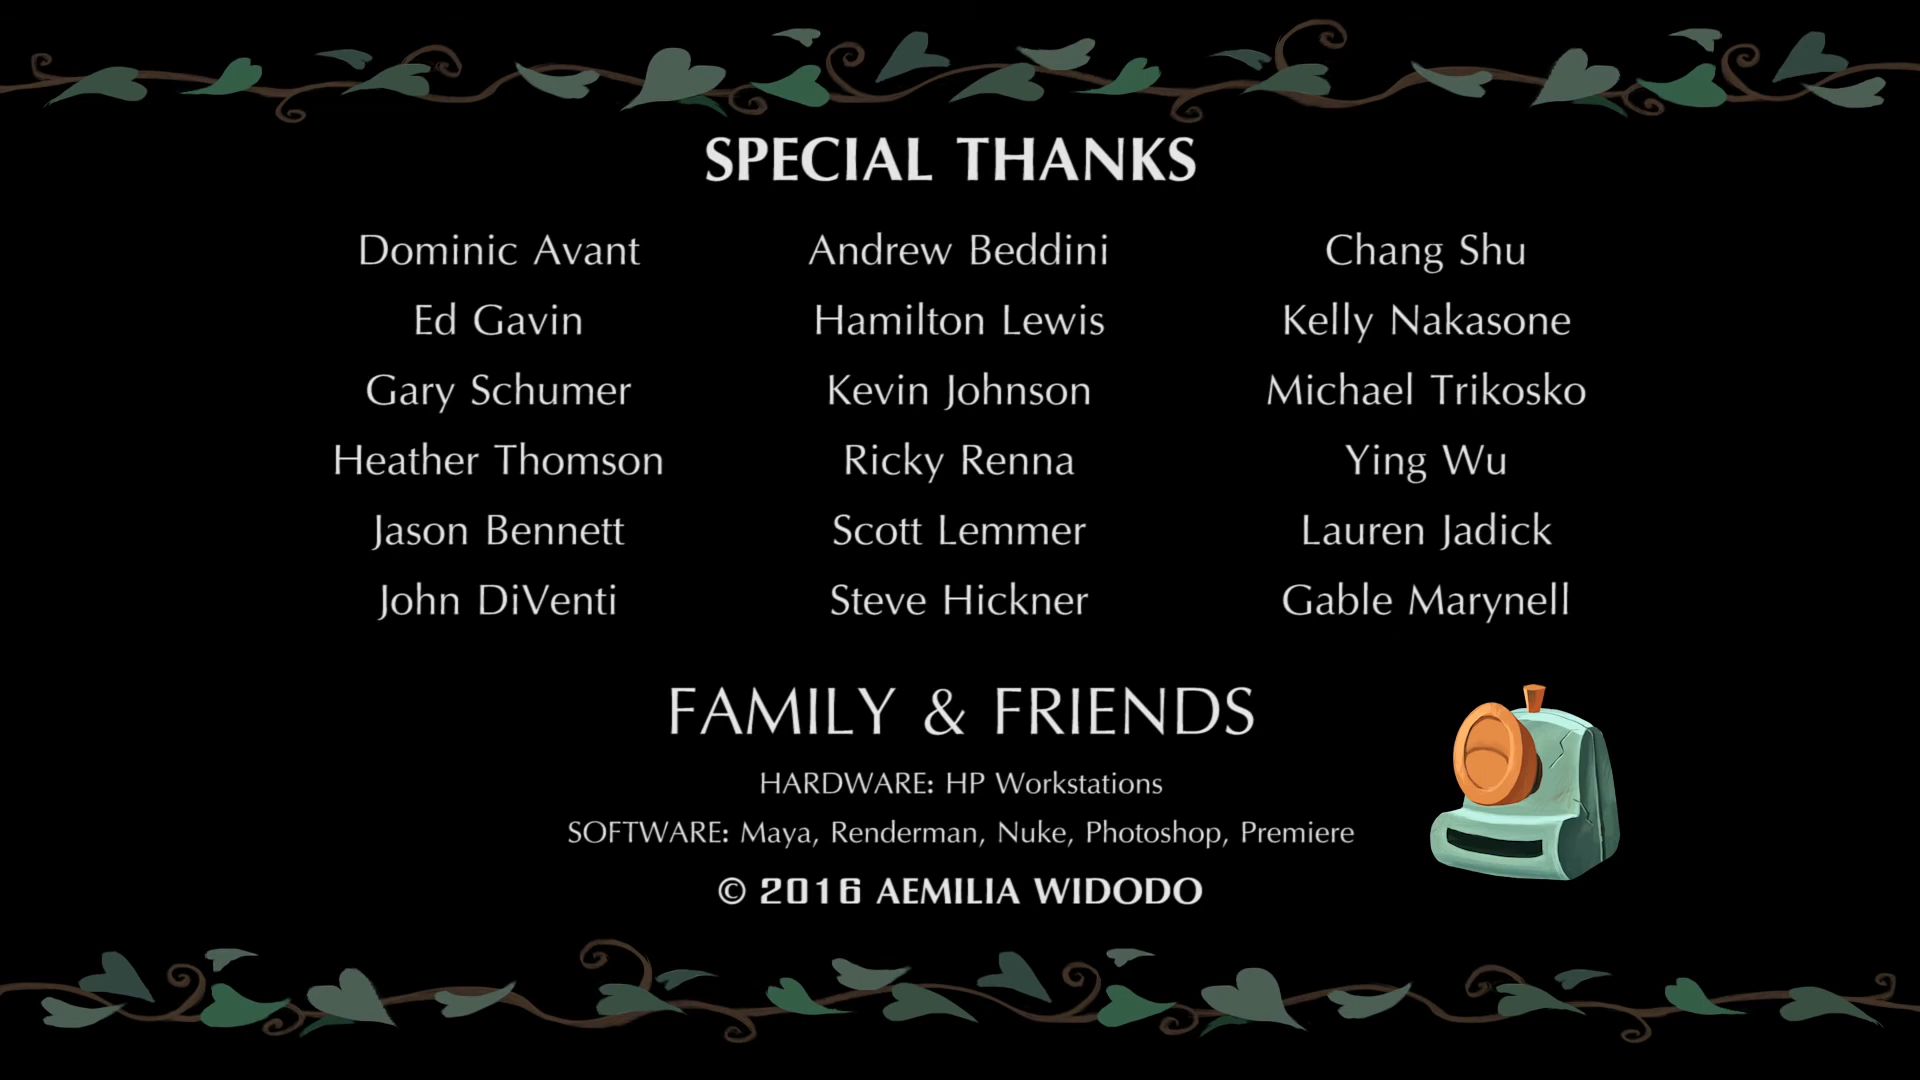 SPECIAL THANKS
Dominic Avant
Ed Gavin
Gary Schumer
Heather Thomson
Jason Bennett
John DiVenti
Andrew Beddini
Hamilton Lewis
Kevin Johnson
Ricky Renna
Scott Lemmer
Steve Hickner
Chang Shu
Kelly Nakasone
Michael Trikosko
Ying Wu
Lauren Jadick
Gable Marynell
FAMILY & FRIENDS
HARDWARE: HP Workstations
SOFTWARE: Maya, Renderman, Nuke, Photoshop, Premiere
© 2016 AEMILIA WIDODO